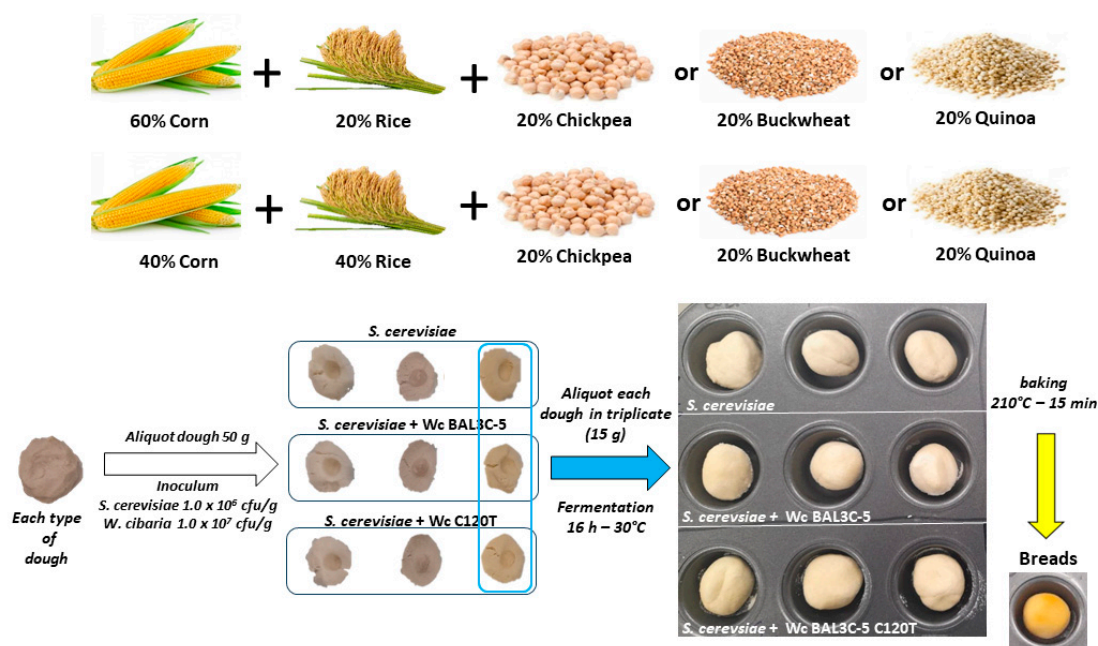 + + or or
60% Corn 20% Rice 20% Chickpea 20% Buckwheat 20% Quinoa
+ + or or
40% Corn 40% Rice 20% Chickpea 20% Buckwheat 20% Quinoa
Each type
of
dough
Aliquot dough 50 g
Inoculum
S. cerevisiae 1.0 x 10⁶ cfu/g
W. cibaria 1.0 x 10⁷ cfu/g
S. cerevisiae
S. cerevisiae + Wc BAL3C-5
S. cerevisiae + Wc C120T
Aliquot each
dough in triplicate
(15 g)
Fermentation
16 h – 30°C
S. cerevisiae
S. cerevisiae + Wc BAL3C-5
S. cerevsiae + Wc BAL3C-5 C120T
baking
210°C – 15 min
Breads